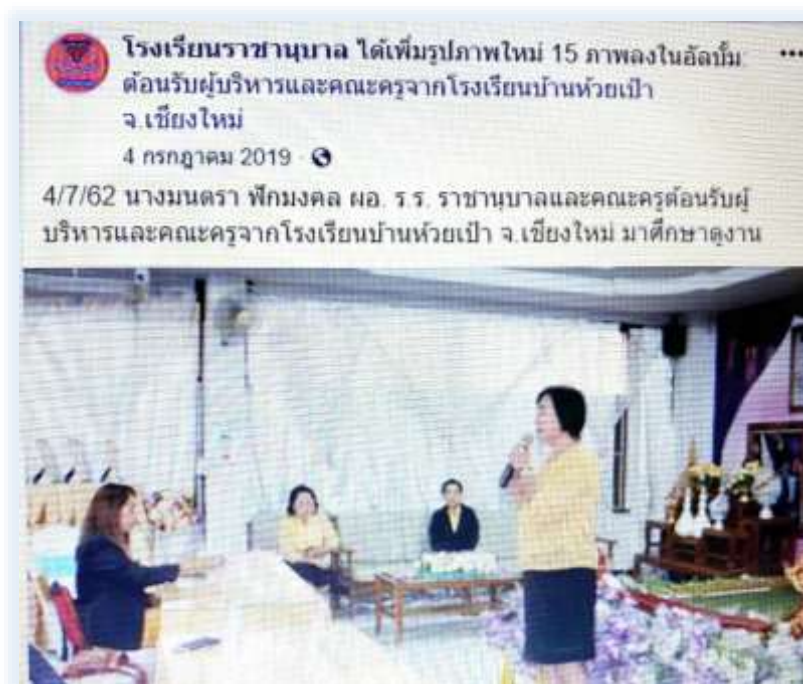 โรงเรียนราชานุบาล ได้เพิ่มรูปภาพใหม่ 15 ภาพลงในอัลบั้ม:
ต้อนรับผู้บริหารและคณะครูจากโรงเรียนบ้านห้วยเป้า
จ.เชียงใหม่
4 กรกฎาคม 2019 ·
4/7/62 นางมนตรา ฟักมงคล ผอ. ร.ร. ราชานุบาลและคณะครูต้อนรับผู้
บริหารและคณะครูจากโรงเรียนบ้านห้วยเป้า จ.เชียงใหม่ มาศึกษาดูงาน